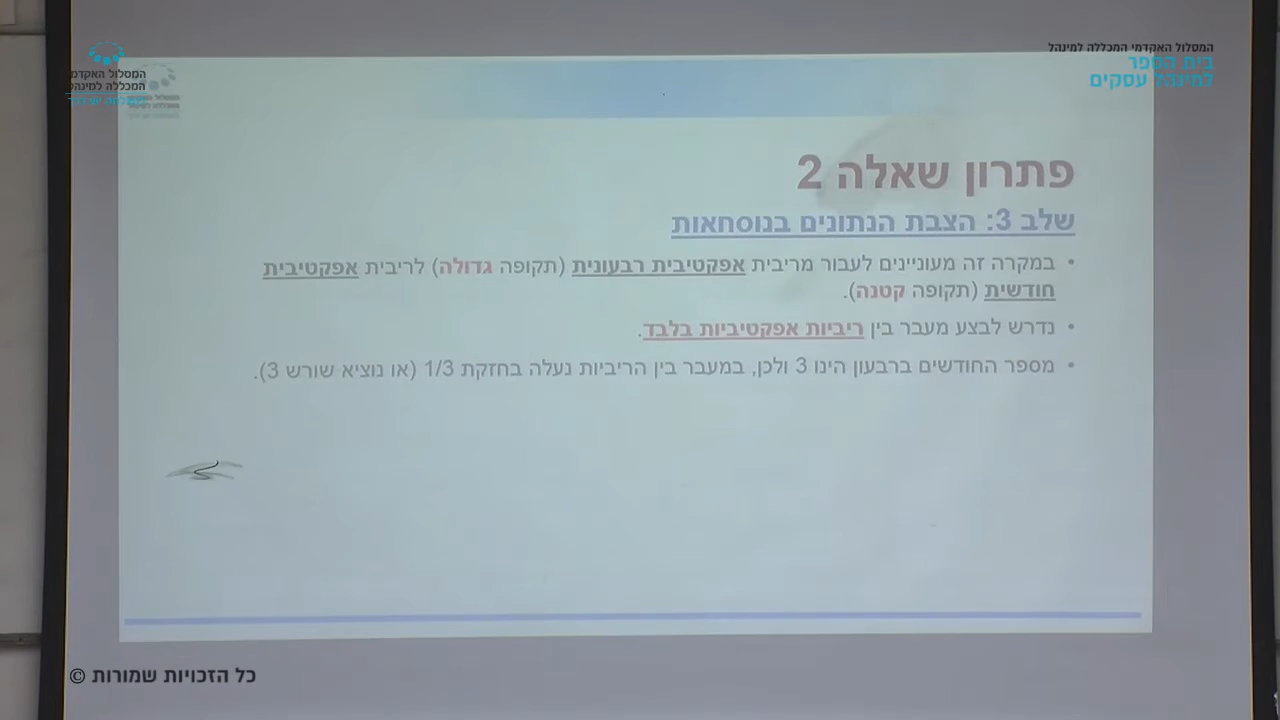 המסלול האקדמי המכללה למינהל
בית הספר
למינהל עסקים
המסלול האקדמי
המכללה למינהל
פתרון שאלה 2
שלב 3: הצבת הנתונים בנוסחאות
• במקרה זה מעוניינים לעבור מריבית אפקטיבית רבעונית (תקופה גדולה) לריבית אפקטיבית
חודשית (תקופה קטנה).
• נדרש לבצע מעבר בין ריביות אפקטיביות בלבד.
• מספר החודשים ברבעון הינו 3 ולכן, במעבר בין הריביות נעלה בחזקת 1/3 (או נוציא שורש 3).
כל הזכויות שמורות ©